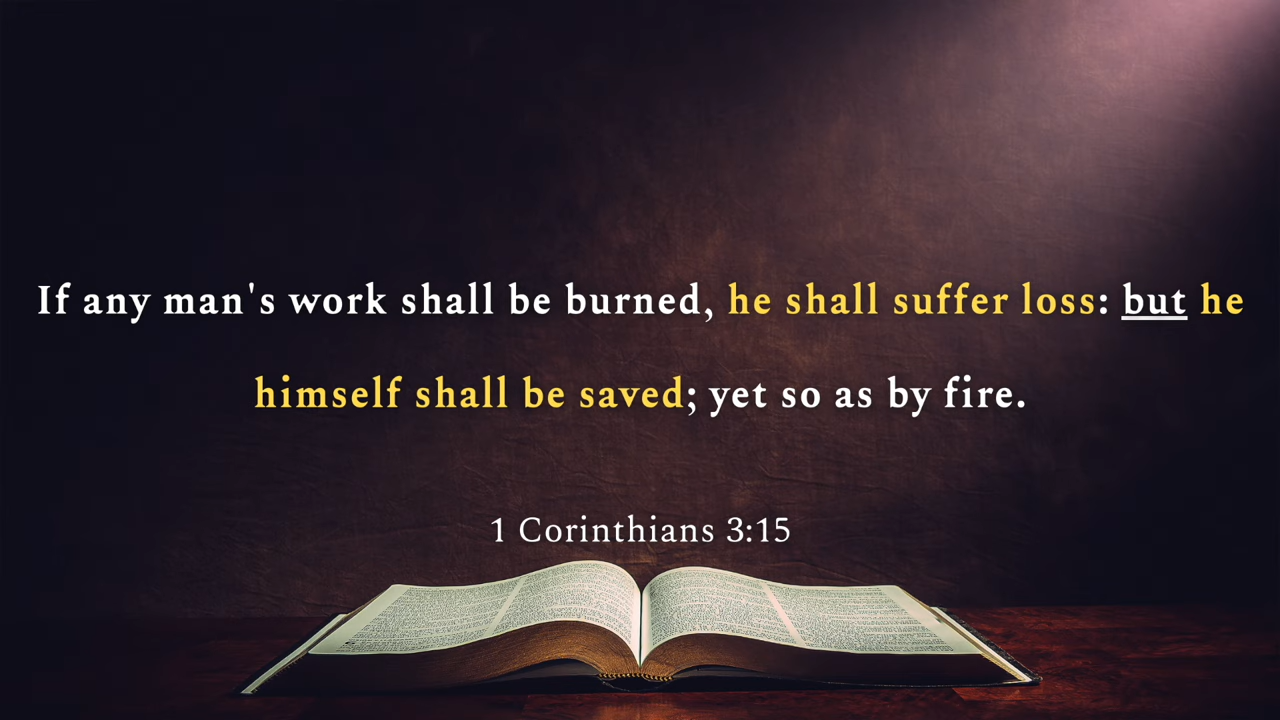 If any man's work shall be burned, he shall suffer loss: but he
himself shall be saved; yet so as by fire.
1 Corinthians 3:15